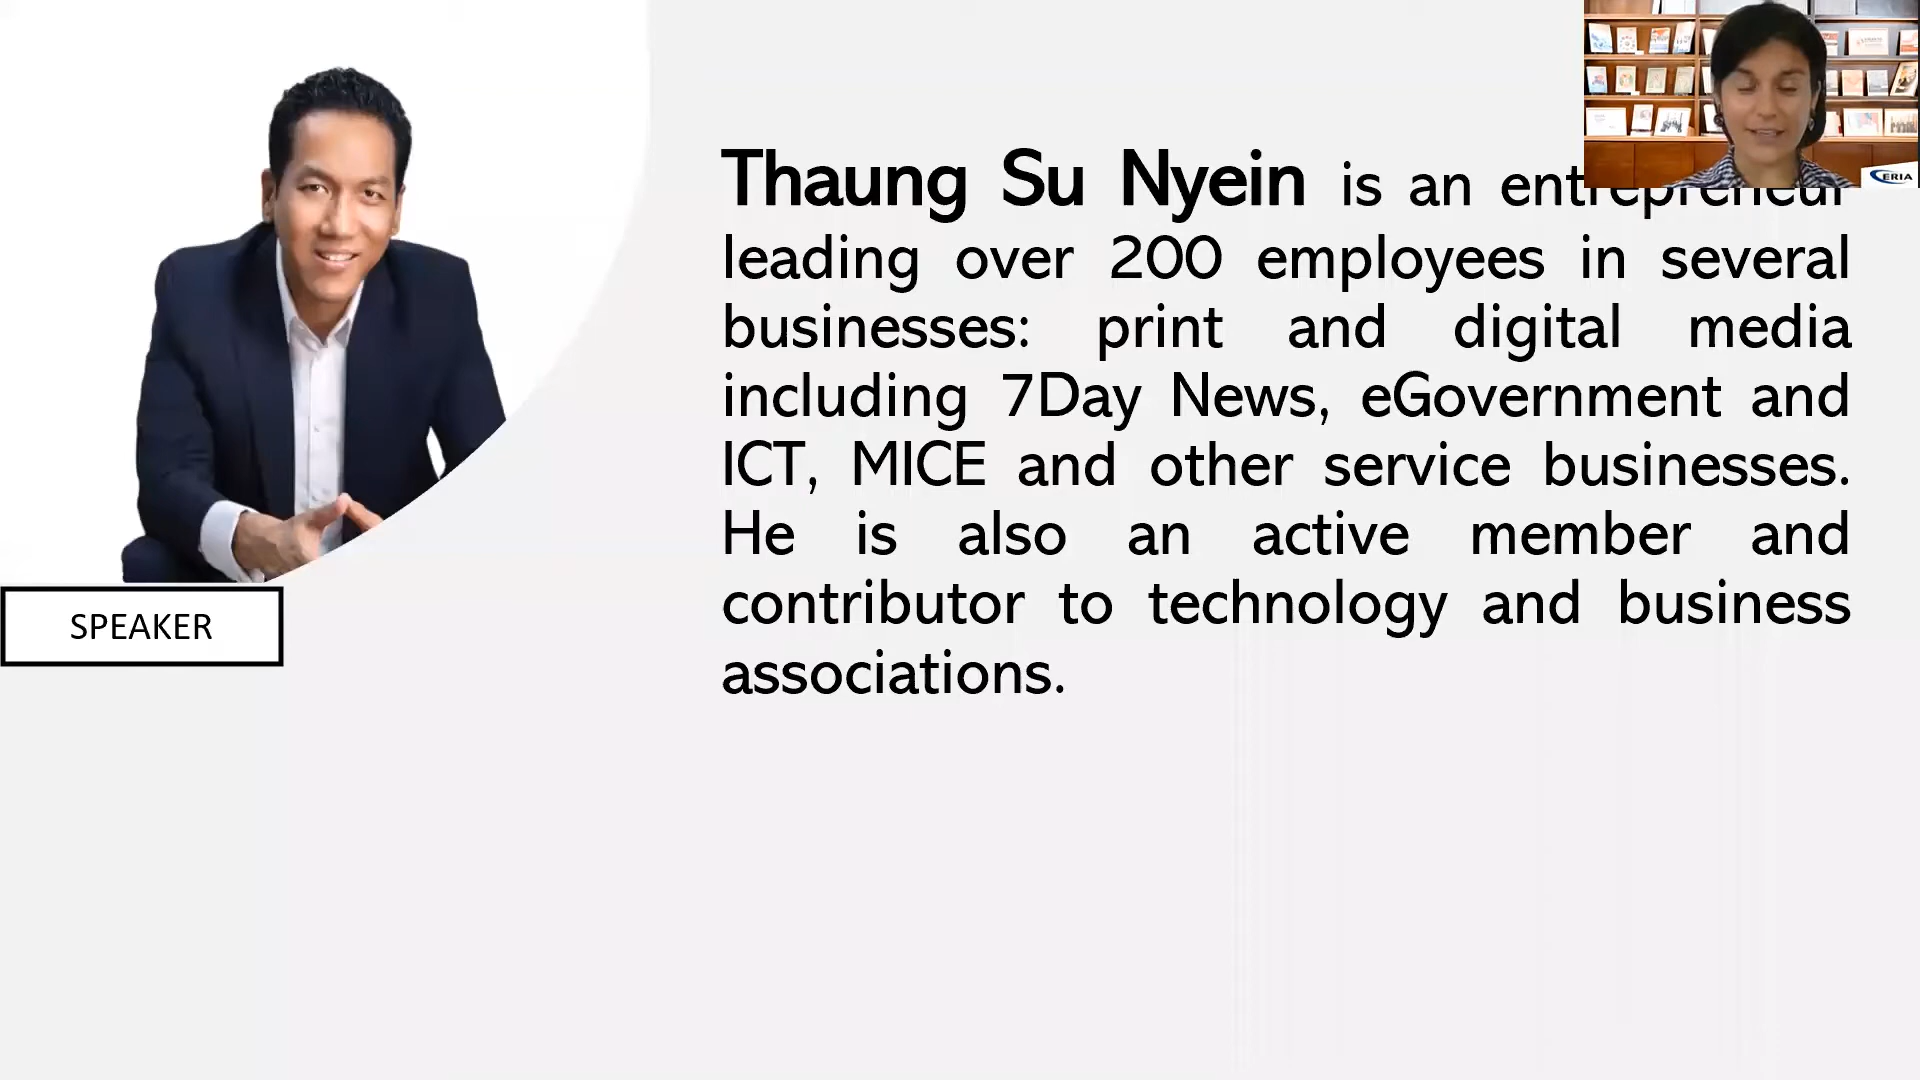 Thaung Su Nyein is an entrepreneur
leading over 200 employees in several
businesses: print and digital media
including 7Day News, eGovernment and
ICT, MICE and other service businesses.
He is also an active member and
contributor to technology and business
associations.
SPEAKER
ERIA